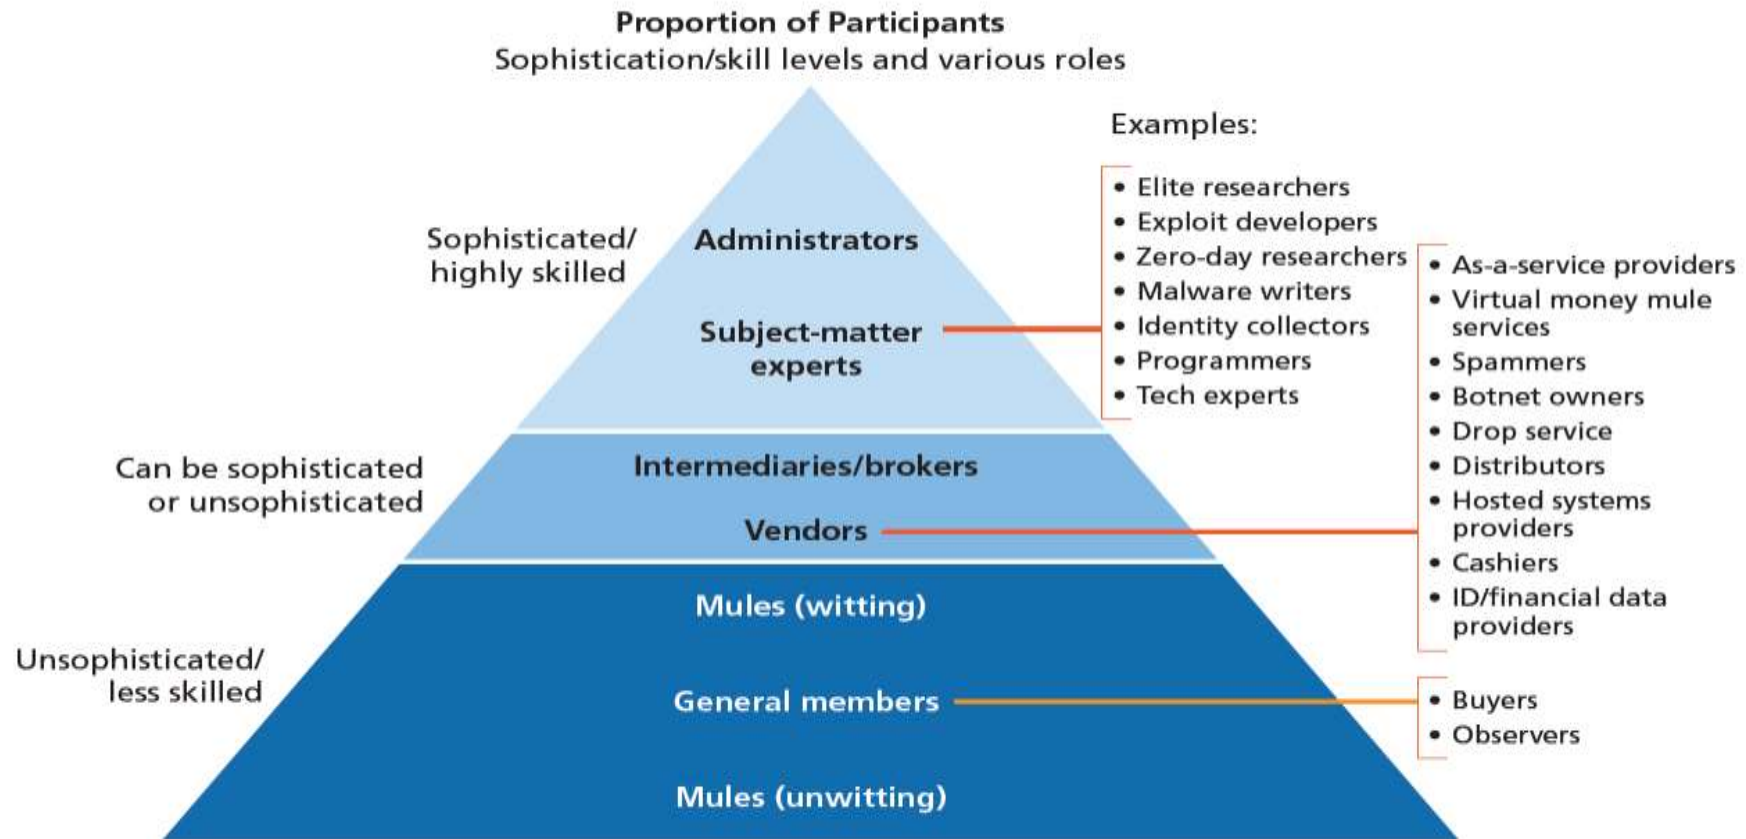 Proportion of Participants
Sophistication/skill levels and various roles
Sophisticated/
highly skilled
Administrators
Subject-matter
experts
Examples:
• Elite researchers
• Exploit developers
• Zero-day researchers
• Malware writers
• Identity collectors
• Programmers
• Tech experts
Can be sophisticated
or unsophisticated
Intermediaries/brokers
Vendors
• As-a-service providers
• Virtual money mule
services
• Spammers
• Botnet owners
• Drop service
• Distributors
• Hosted systems
providers
• Cashiers
• ID/financial data
providers
Unsophisticated/
less skilled
Mules (witting)
General members
• Buyers
• Observers
Mules (unwitting)